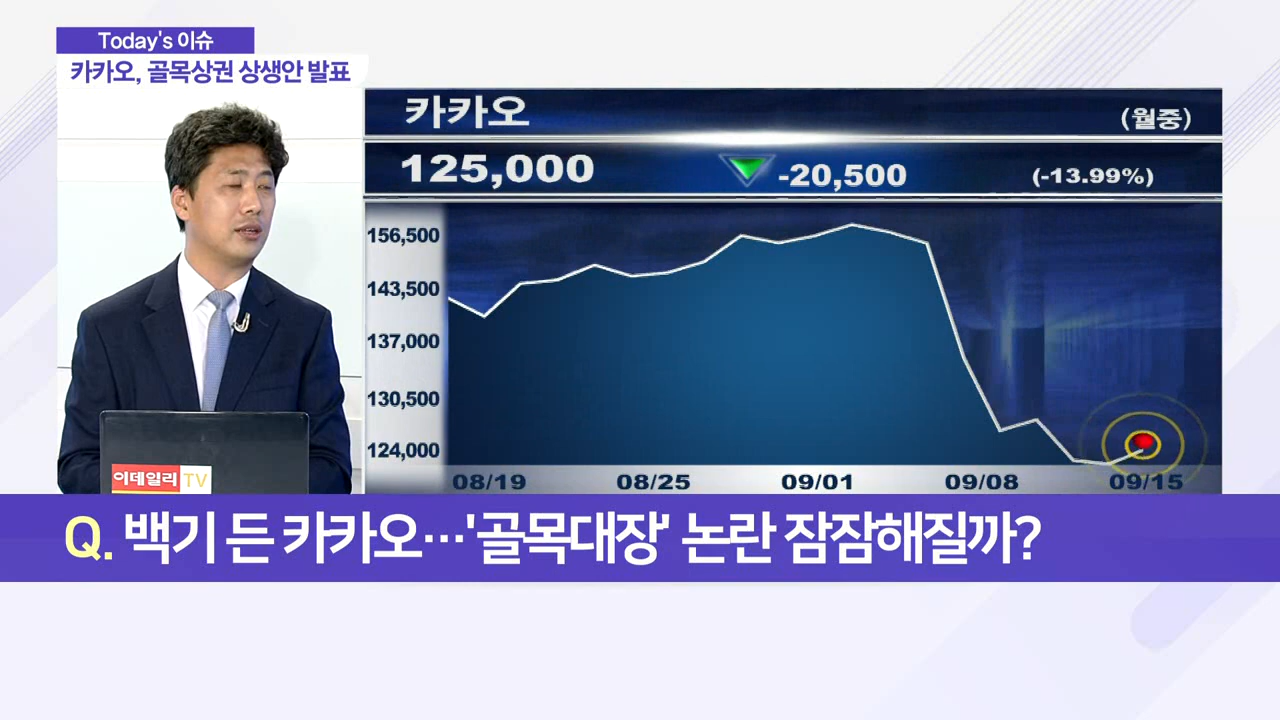 Today's 이슈
카카오, 골목상권 상생안 발표
카카오
(월중)
125,000
-20,500
(-13.99%)
156,500
143,500
137,000
130,500
124,000
08/19
08/25
09/01
09/08
09/15
이데일리 TV
Q. 백기 든 카카오…'골목대장' 논란 잠잠해질까?